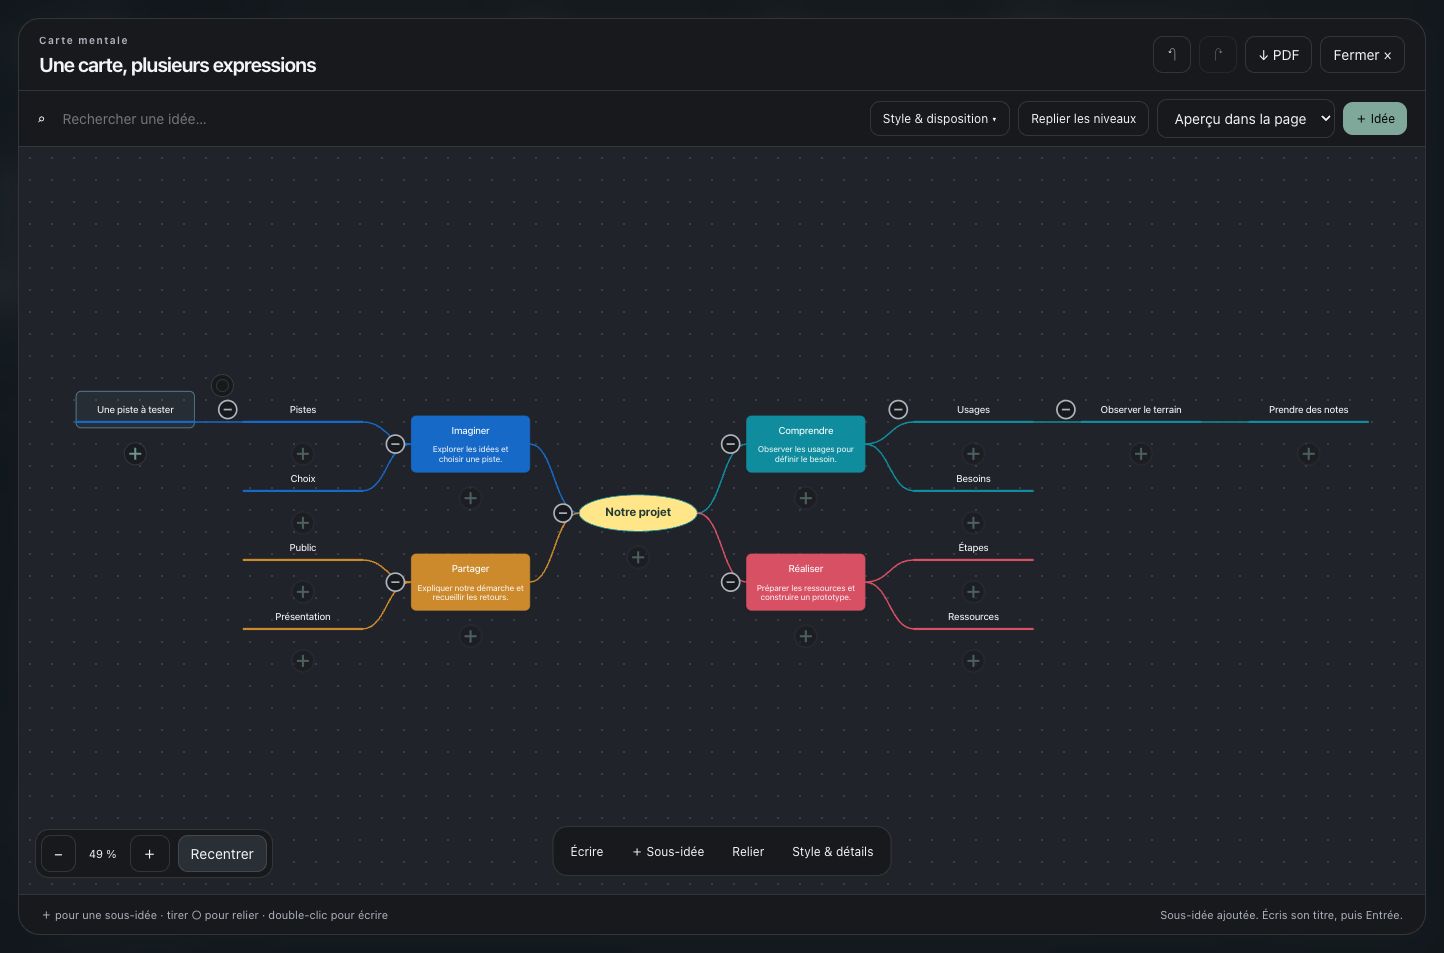 Carte mentale
Une carte, plusieurs expressions
↓ PDF
Fermer ×
Rechercher une idée...
Style & disposition ▾
Replier les niveaux
Aperçu dans la page
+ Idée
Une piste à tester
Pistes
Choix
Public
Présentation
Imaginer
Explorer les idées et
choisir une piste.
Partager
Expliquer notre démarche et
recueillir les retours.
Notre projet
Comprendre
Observer les usages pour
définir le besoin.
Réaliser
Préparer les ressources et
construire un prototype.
Usages
Observer le terrain
Prendre des notes
Besoins
Étapes
Ressources
− 49 % + Recentrer
Écrire
+ Sous-idée
Relier
Style & détails
+ pour une sous-idée · tirer ○ pour relier · double-clic pour écrire
Sous-idée ajoutée. Écris son titre, puis Entrée.